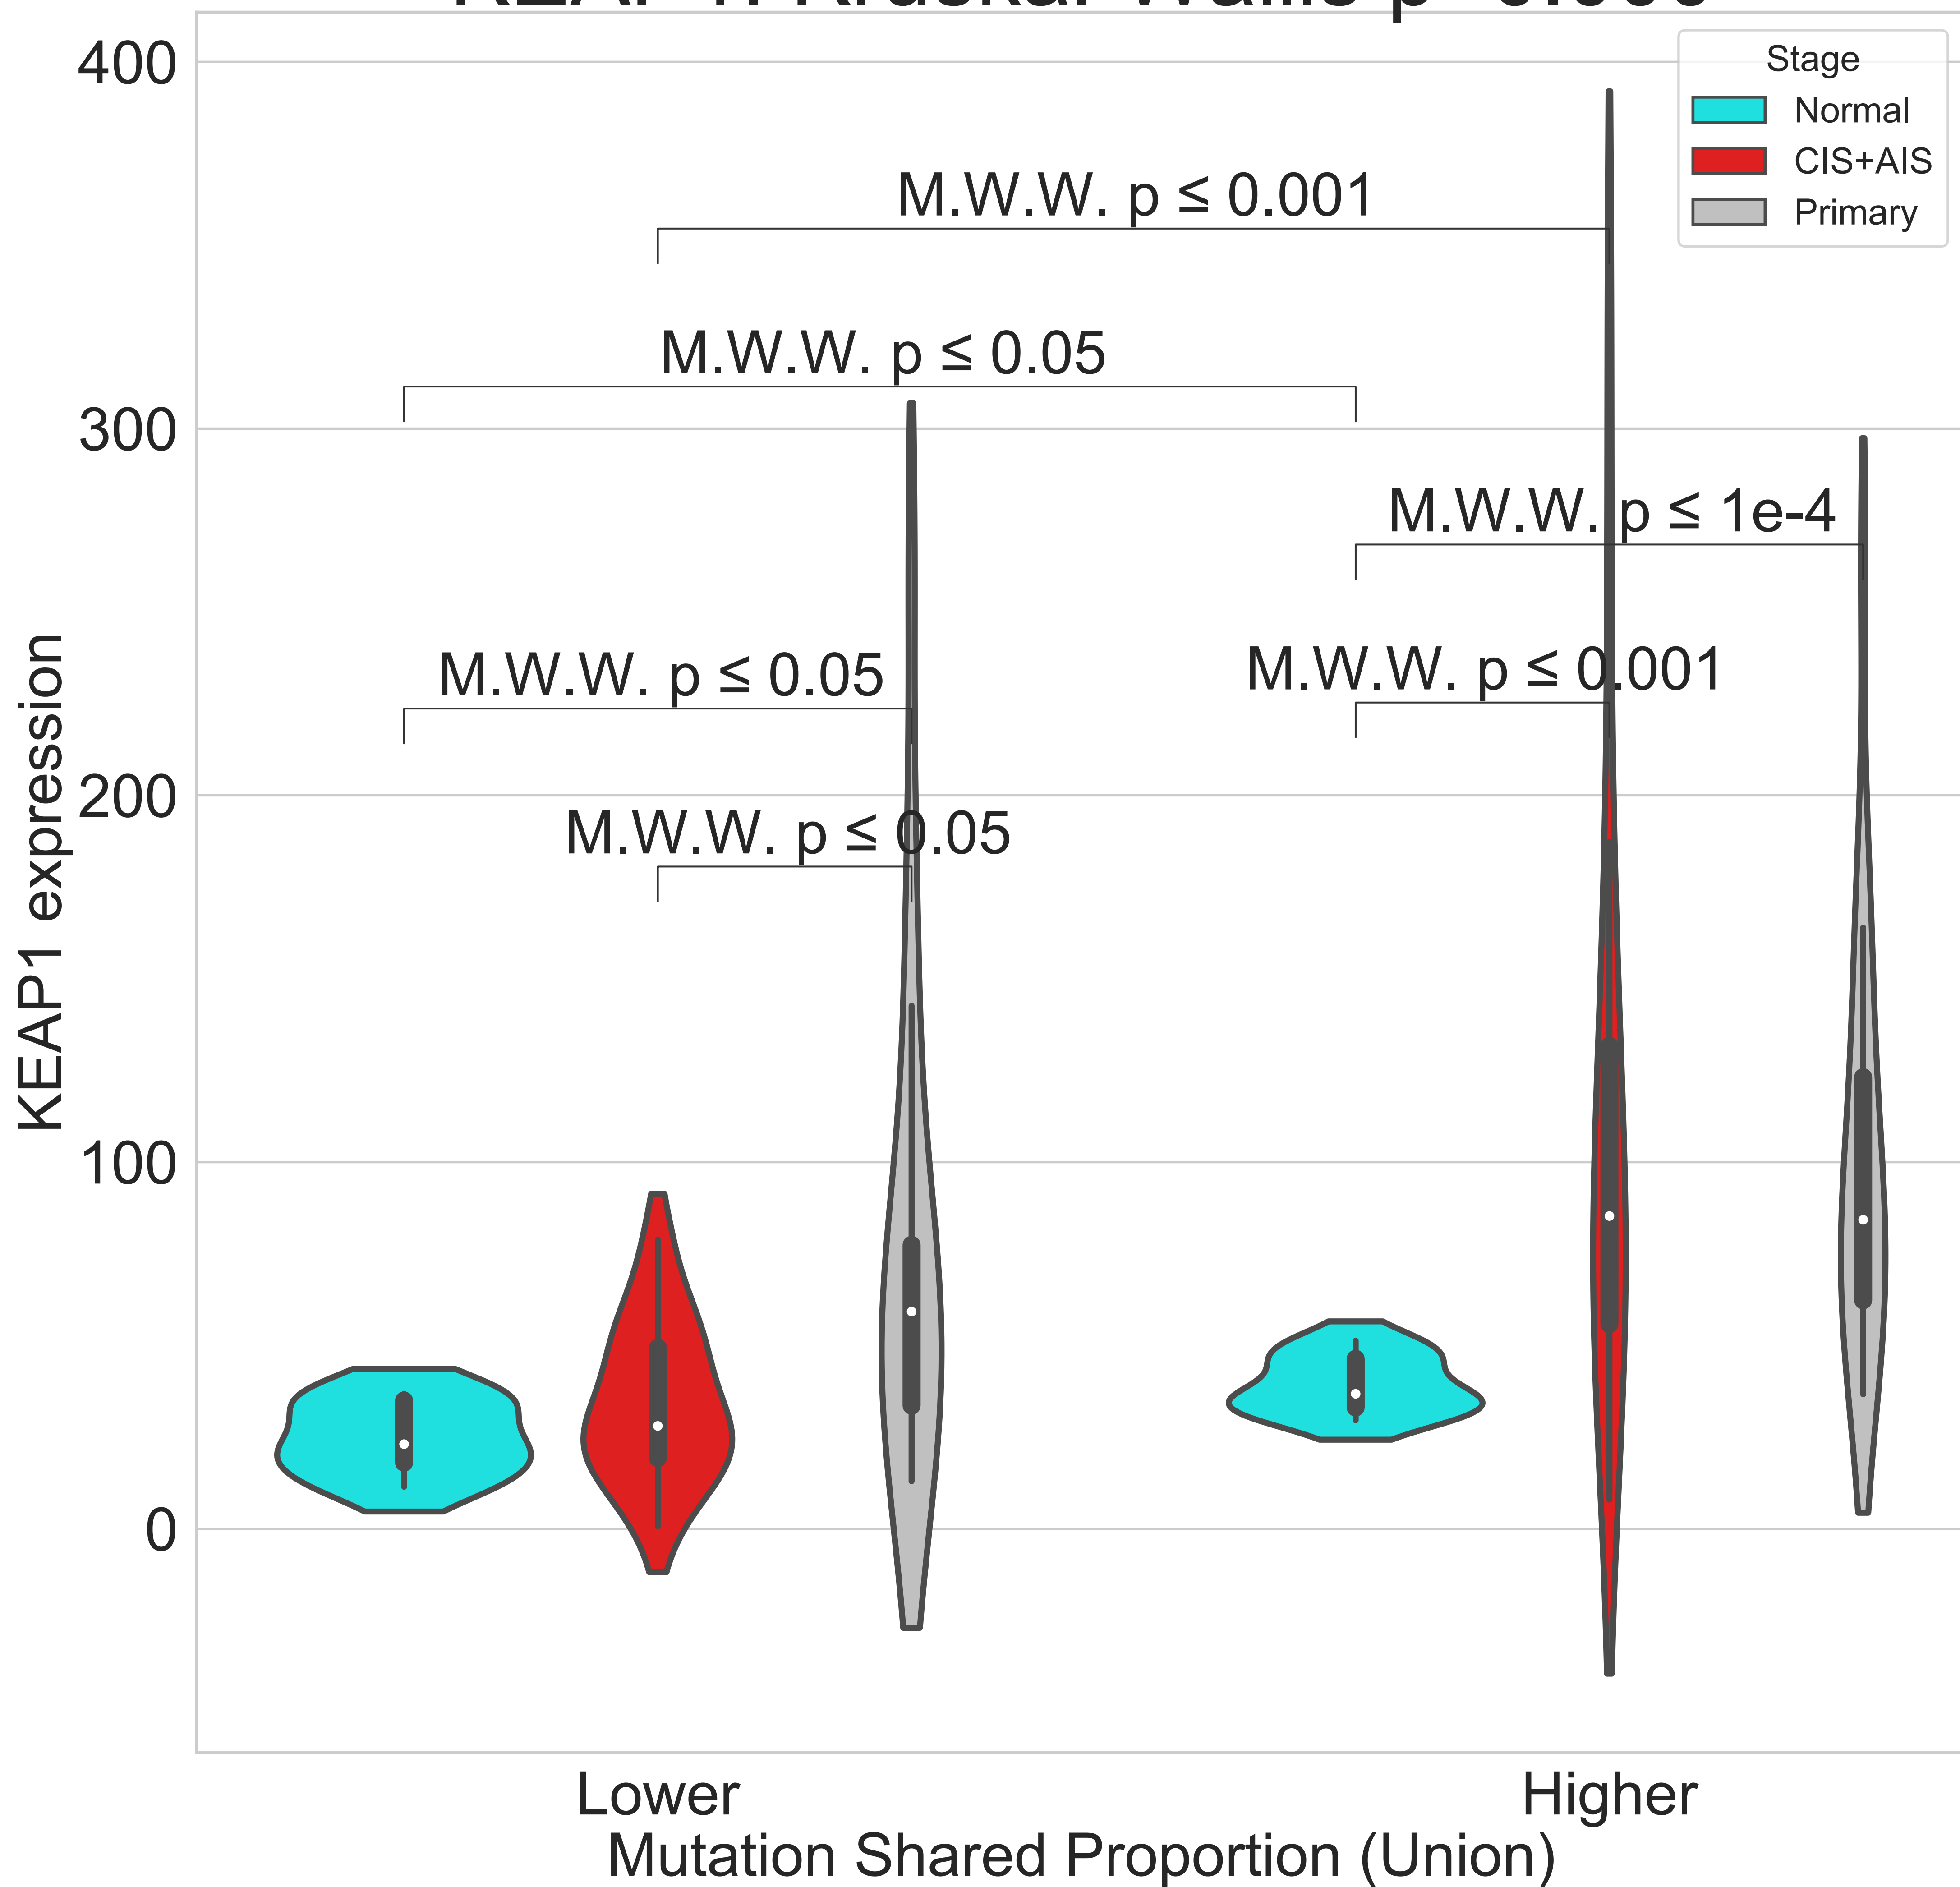 400
Stage
Normal
CIS+AIS
Primary
M.W.W. p ≤ 0.001
M.W.W. p ≤ 0.05
300
M.W.W. p ≤ 1e-4
M.W.W. p ≤ 0.05
M.W.W. p ≤ 0.001
KEAP1 expression
200
M.W.W. p ≤ 0.05
100
0
Lower
Higher
Mutation Shared Proportion (Union)